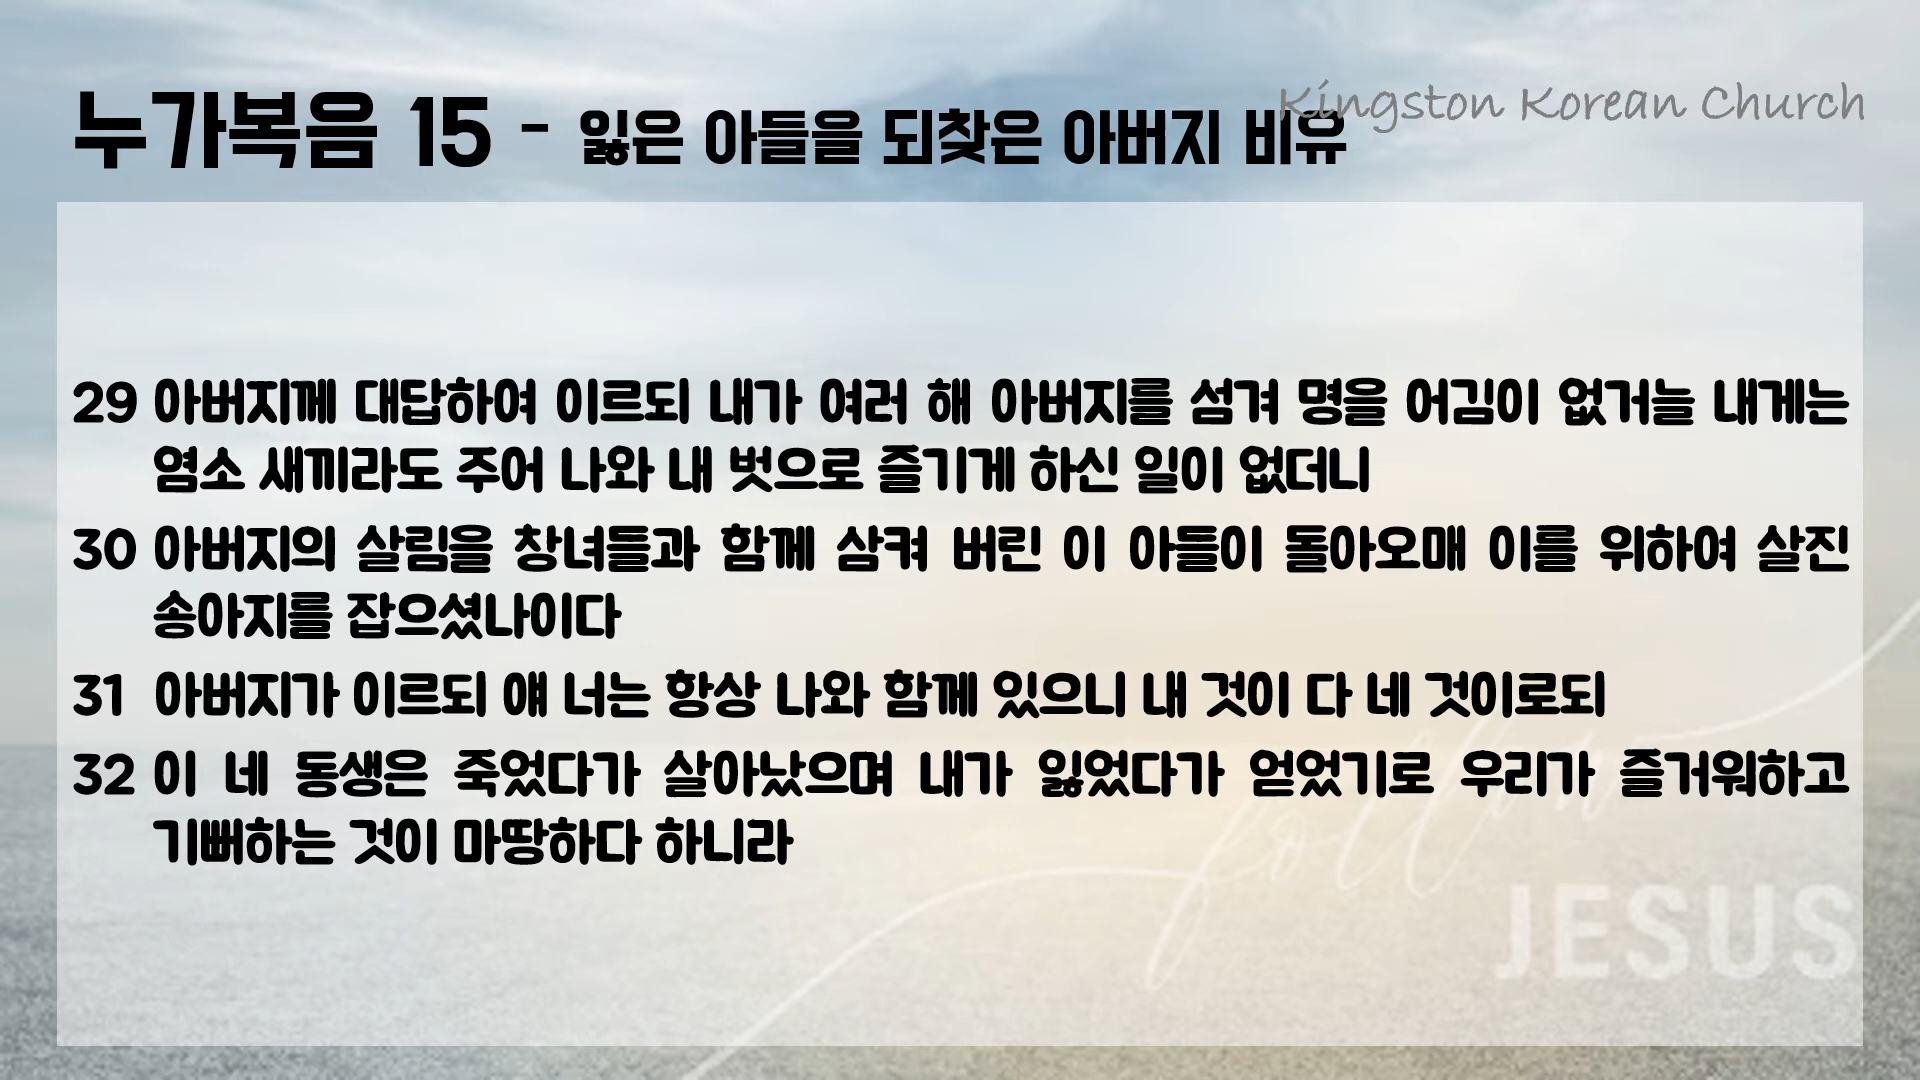 누가복음 15 - 잃은 아들을 되찾은 아버지 비유
Kingston Korean Church
29 아버지께 대답하여 이르되 내가 여러 해 아버지를 섬겨 명을 어김이 없거늘 내게는
염소 새끼라도 주어 나와 내 벗으로 즐기게 하신 일이 없더니
30 아버지의 살림을 창녀들과 함께 삼켜 버린 이 아들이 돌아오매 이를 위하여 살진
송아지를 잡으셨나이다
31 아버지가 이르되 얘 너는 항상 나와 함께 있으니 내 것이 다 네 것이로되
32 이 네 동생은 죽었다가 살아났으며 내가 잃었다가 얻었기로 우리가 즐거워하고
기뻐하는 것이 마땅하다 하니라
follow
JESUS